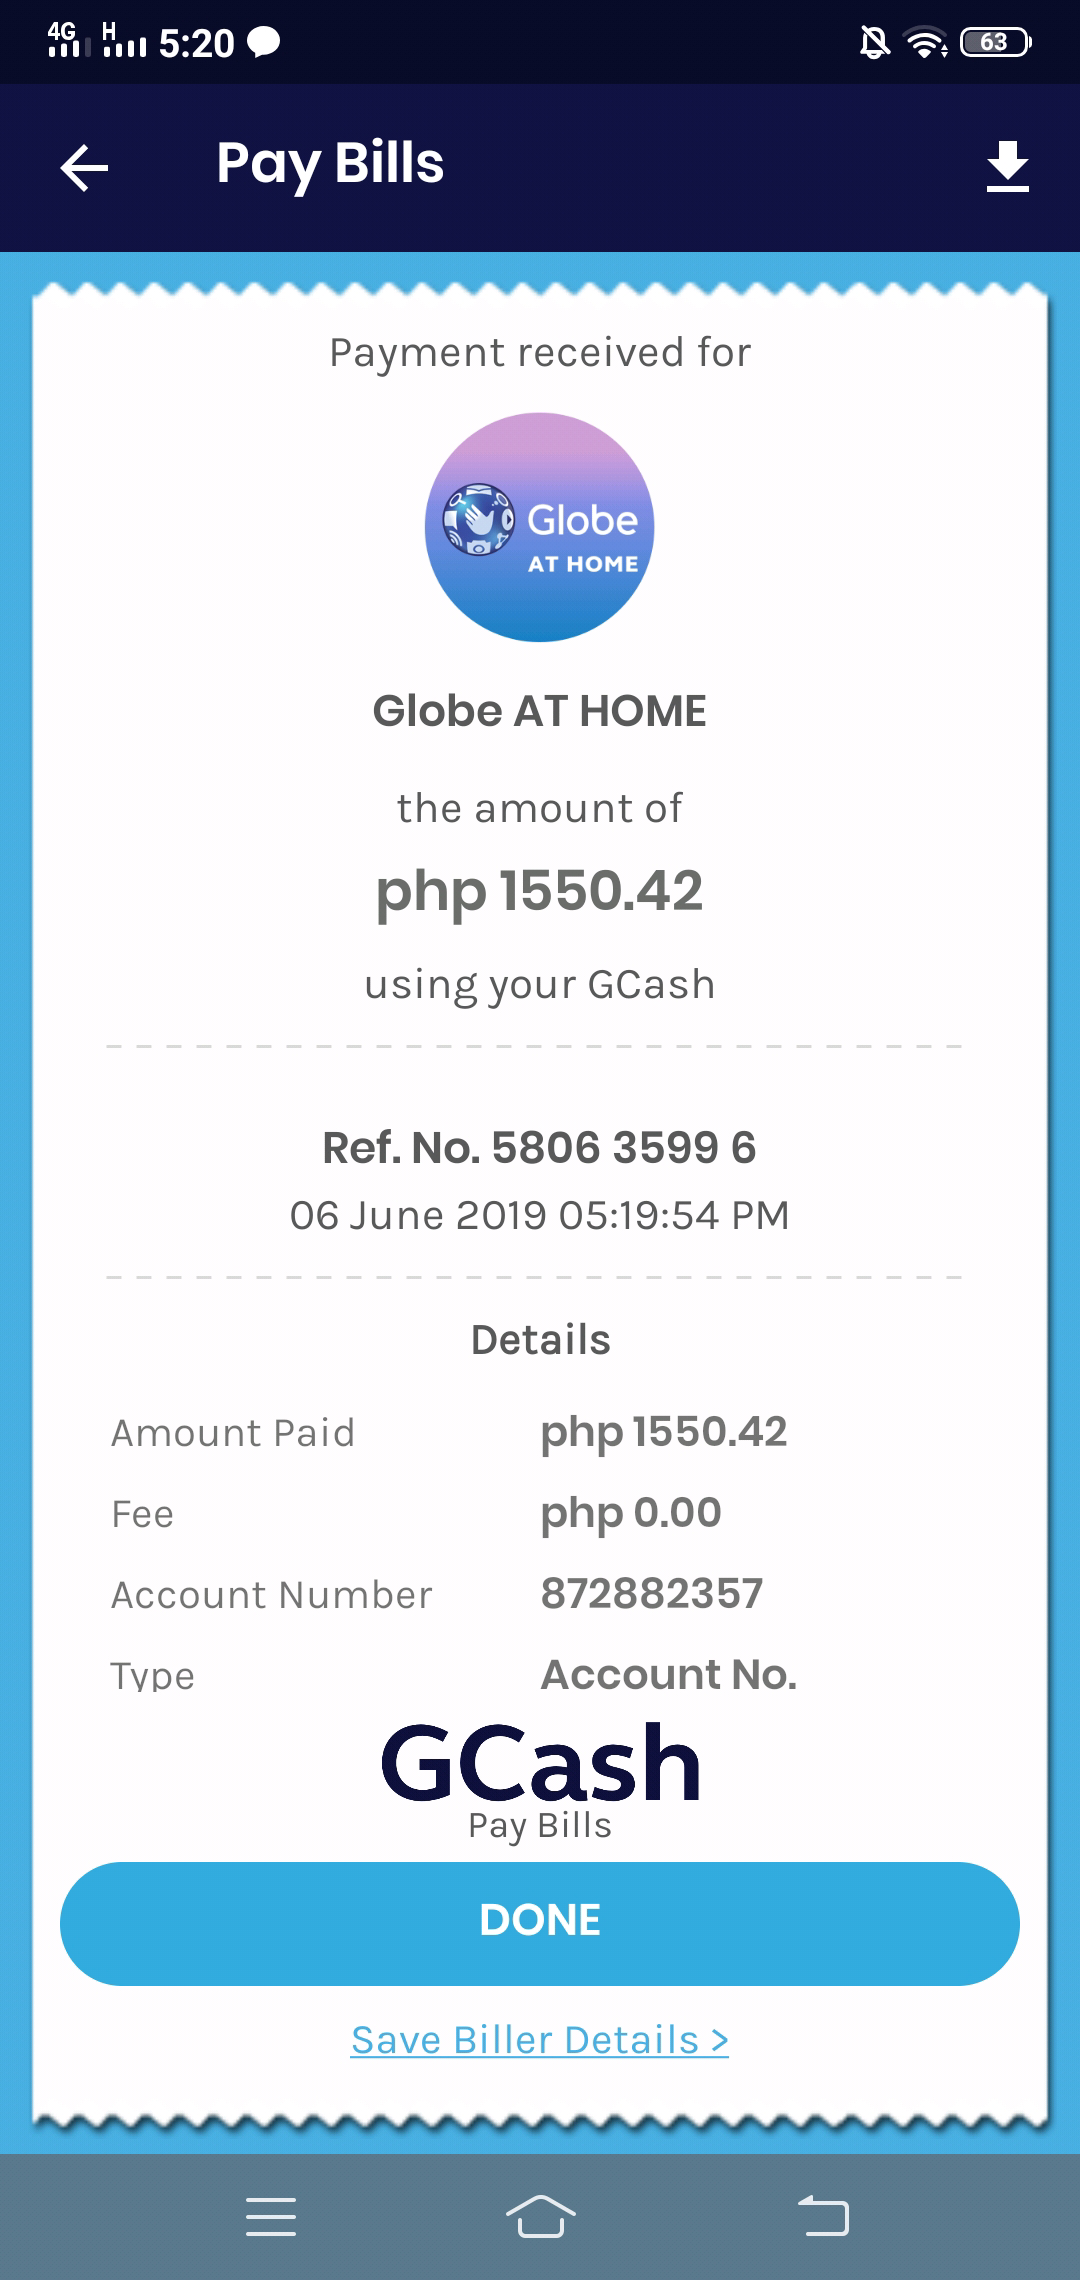 4G H 5:20 63
Pay Bills
Payment received for
Globe
AT HOME
Globe AT HOME
the amount of
php 1550.42
using your GCash
Ref. No. 5806 3599 6
06 June 2019 05:19:54 PM
Details
Amount Paid php 1550.42
Fee php 0.00
Account Number 872882357
Type Account No.
GCash
Pay Bills
DONE
Save Biller Details >